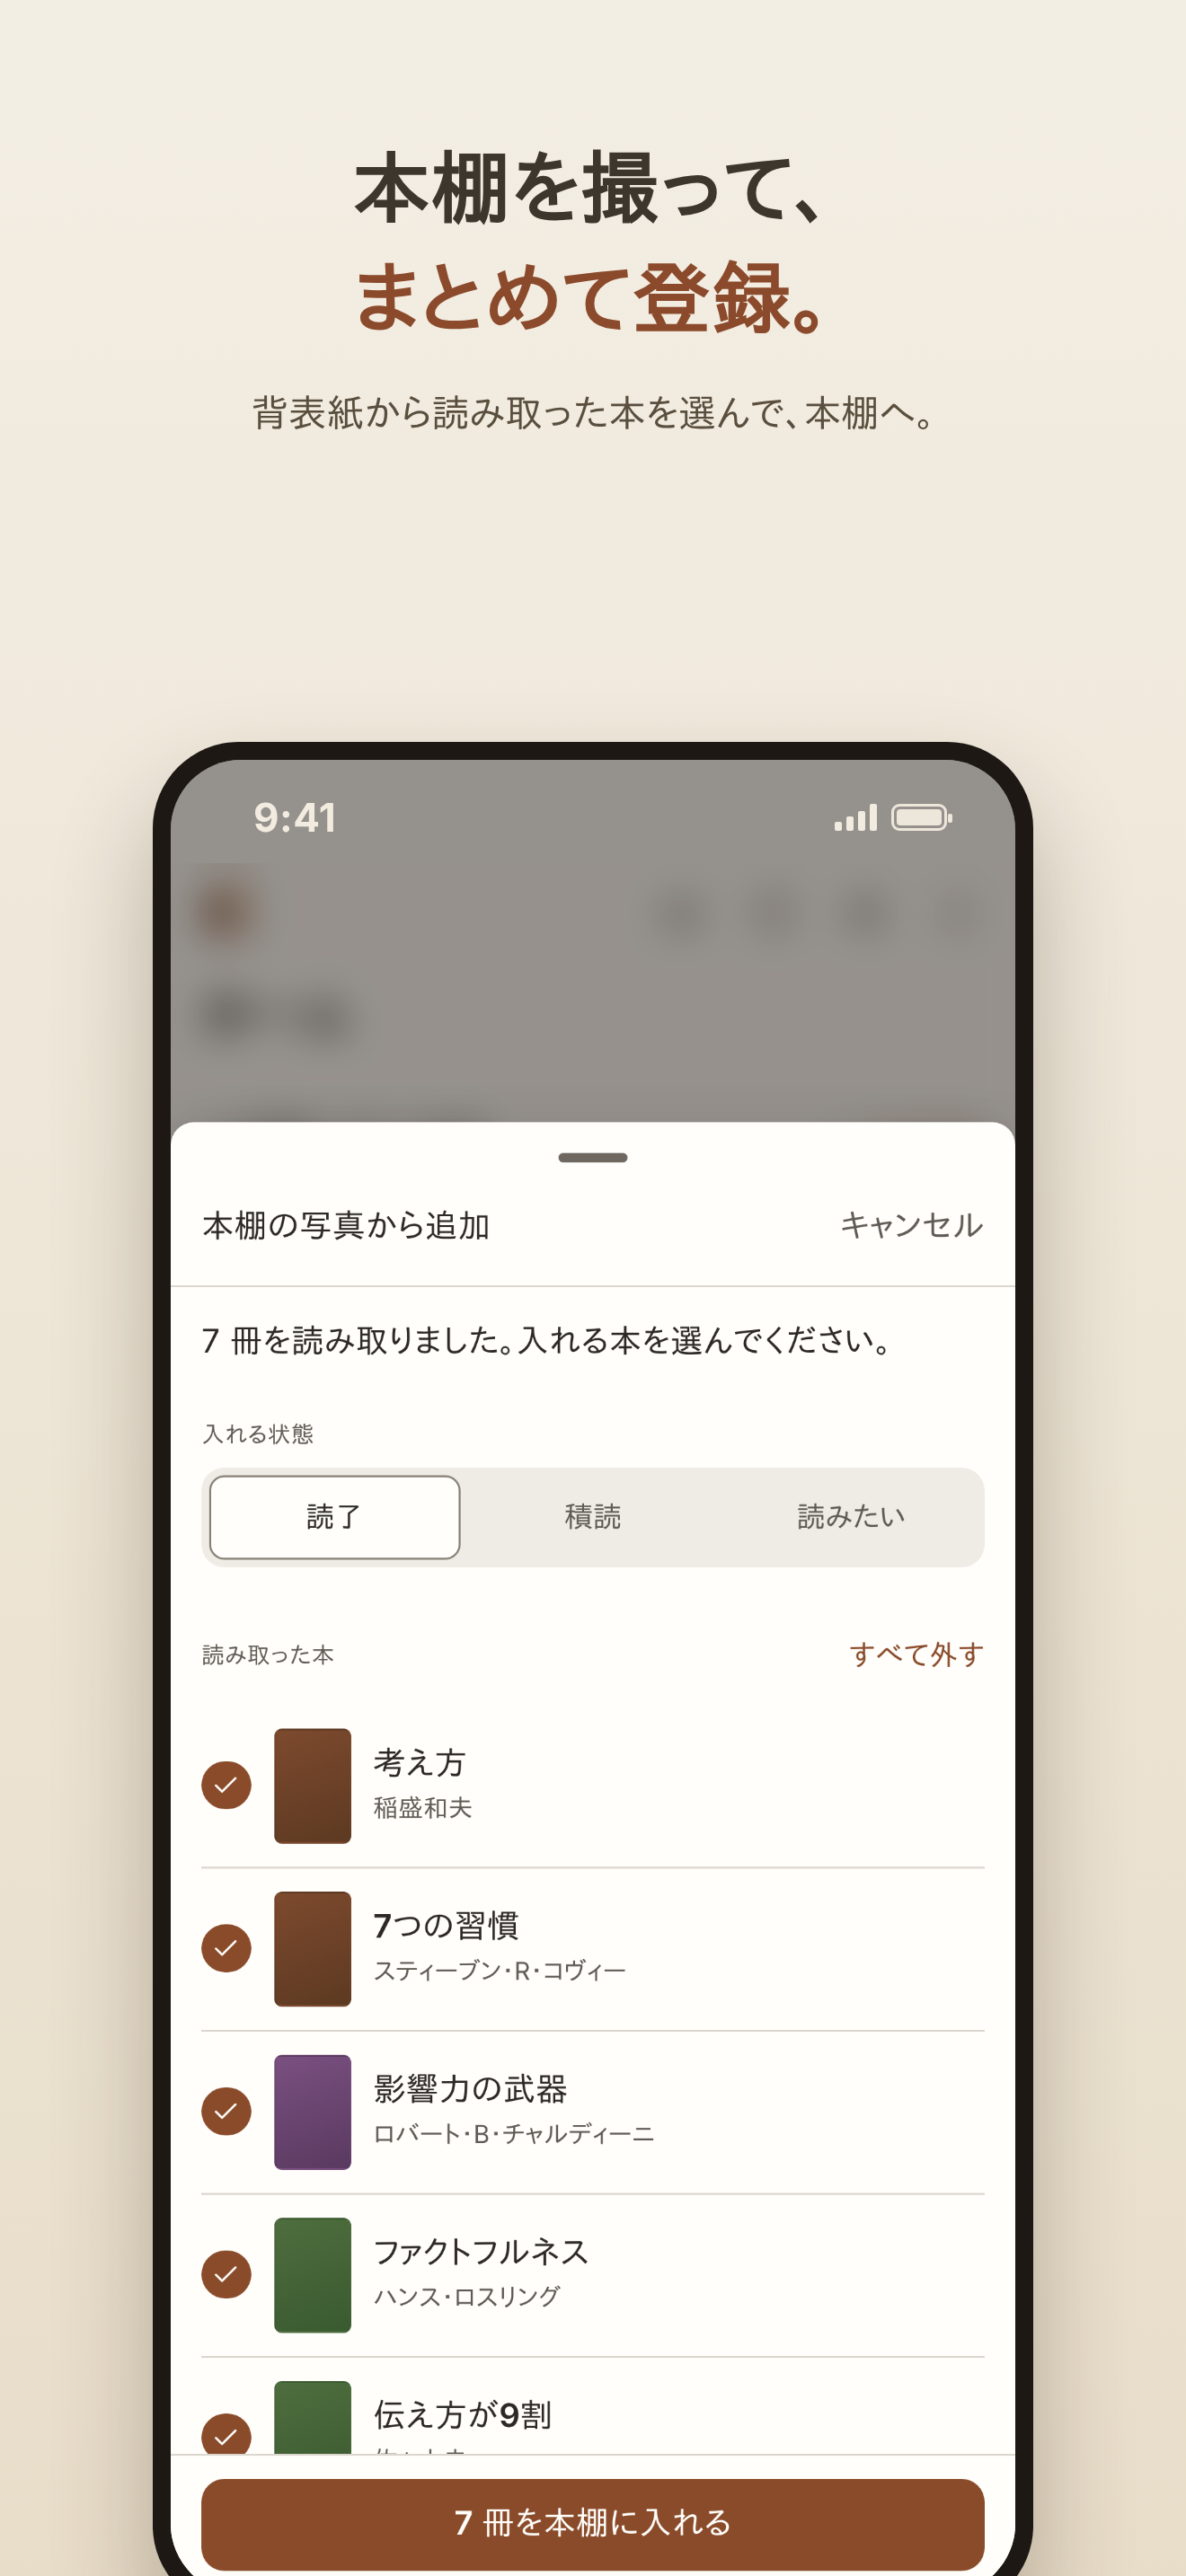 本棚を撮って、
まとめて登録。
背表紙から読み取った本を選んで、本棚へ。
9:41
本棚の写真から追加
キャンセル
7 冊を読み取りました。入れる本を選んでください。
入れる状態
読了
積読
読みたい
読み取った本
すべて外す
考え方
稲盛和夫
7つの習慣
スティーブン・R・コヴィー
影響力の武器
ロバート・B・チャルディーニ
ファクトフルネス
ハンス・ロスリング
伝え方が9割
7 冊を本棚に入れる